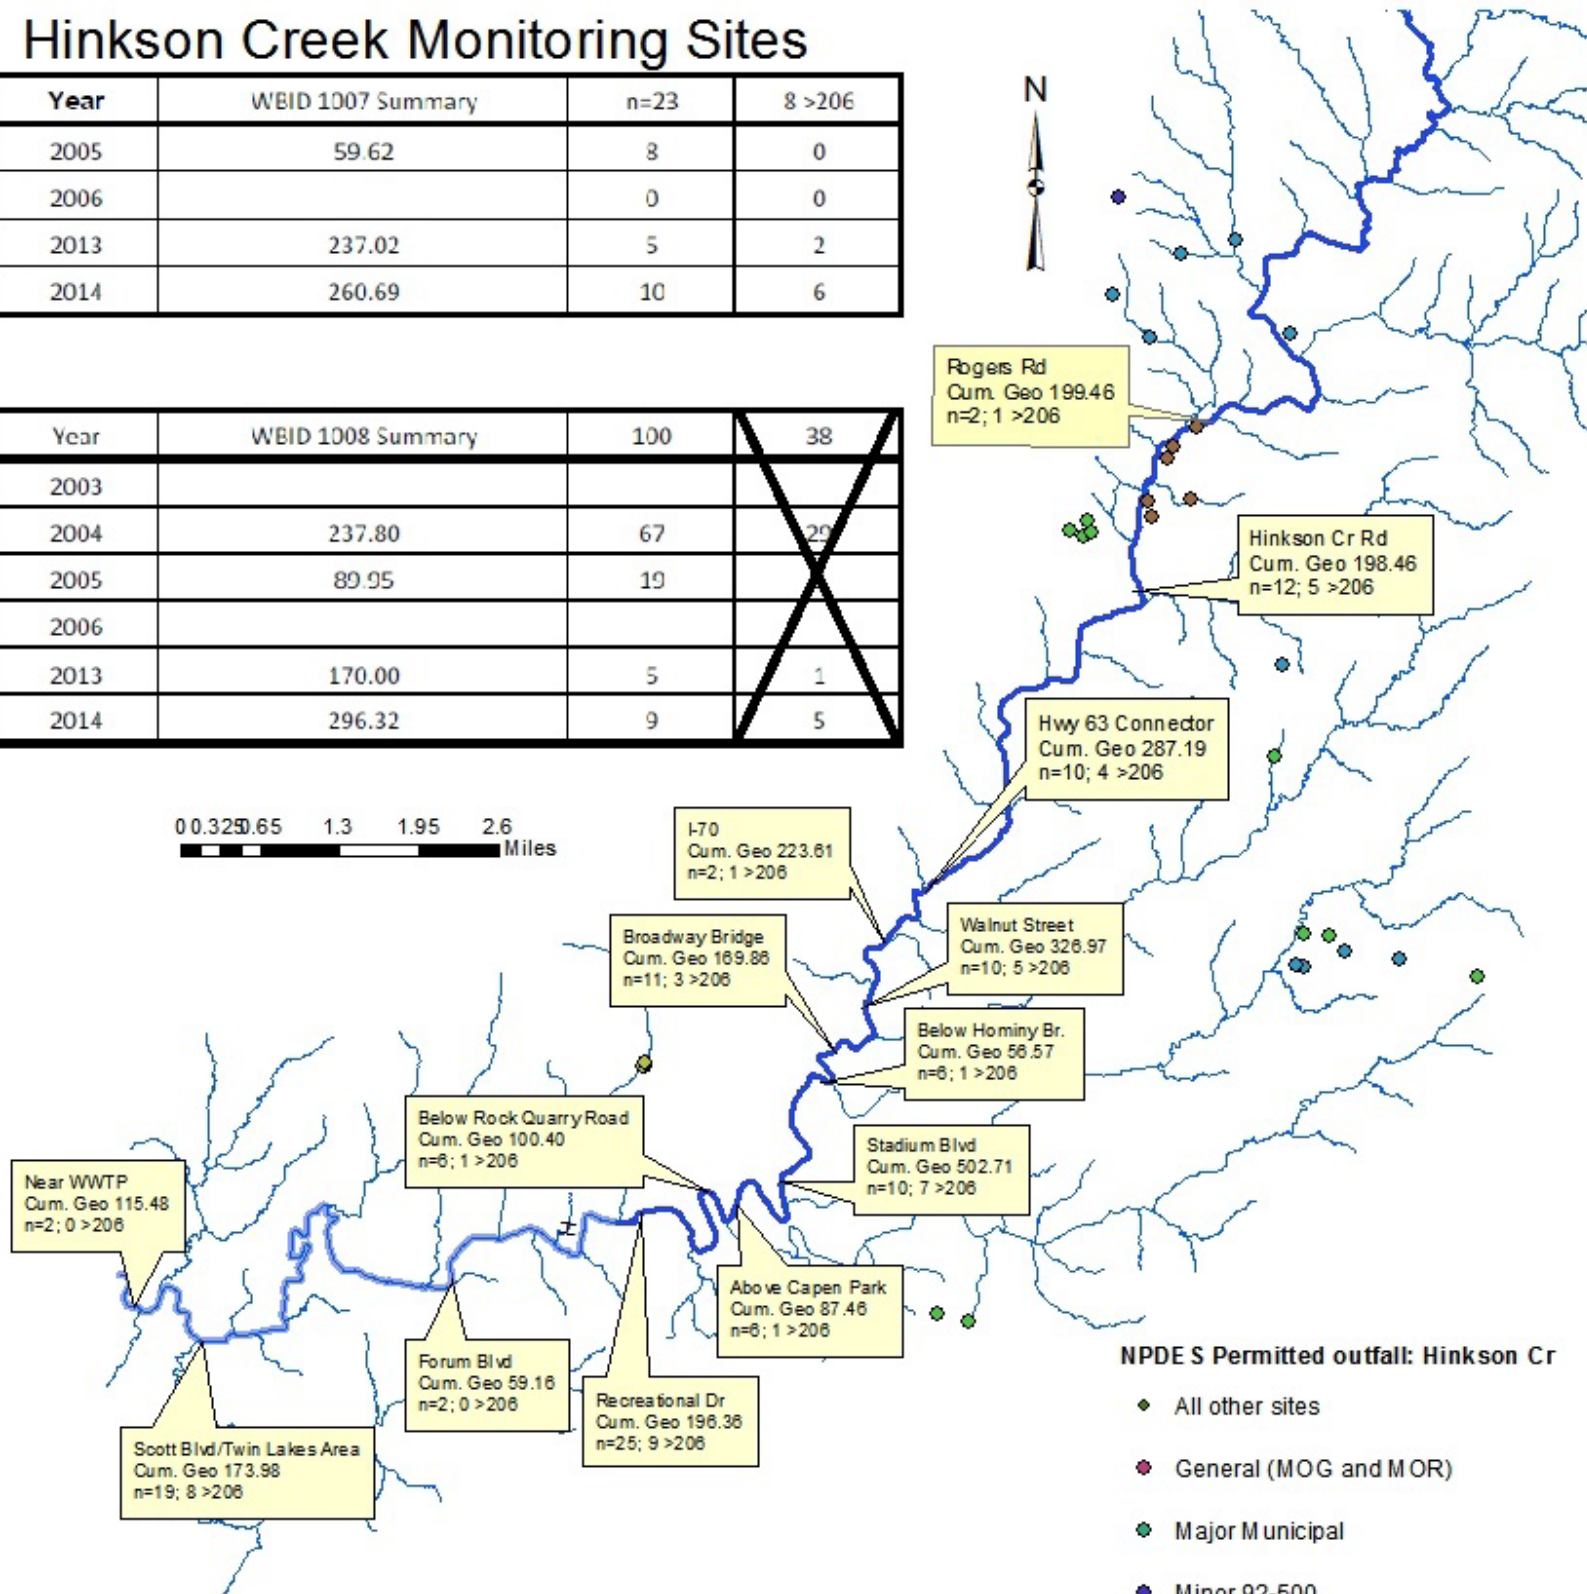 Hinkson Creek Monitoring Sites
Year WBID 1007 Summary n=23 8 >206
2005 59.62 8 0
2006 0 0
2013 237.02 5 2
2014 260.69 10 6
N
Year WBID 1008 Summary 100 38
2003
2004 237.80 67 29
2005 89.95 19
2006
2013 170.00 5 1
2014 296.32 9 5
0 0.325 0.65 1.3 1.95 2.6
Miles
Rogers Rd
Cum. Geo 199.46
n=2; 1 >206
Hinkson Cr Rd
Cum. Geo 198.46
n=12; 5 >206
Hwy 63 Connector
Cum. Geo 287.19
n=10; 4 >206
I-70
Cum. Geo 223.61
n=2; 1 >206
Broadway Bridge
Cum. Geo 169.86
n=11; 3 >206
Walnut Street
Cum. Geo 326.97
n=10; 5 >206
Below Hominy Br.
Cum. Geo 56.57
n=6; 1 >206
Below Rock Quarry Road
Cum. Geo 100.40
n=6; 1 >206
Stadium Blvd
Cum. Geo 502.71
n=10; 7 >206
Near WWTP
Cum. Geo 115.48
n=2; 0 >206
Above Capen Park
Cum. Geo 87.46
n=6; 1 >206
Forum Blvd
Cum. Geo 59.16
n=2; 0 >206
Recreational Dr
Cum. Geo 196.36
n=25; 9 >206
Scott Blvd/Twin Lakes Area
Cum. Geo 173.98
n=19; 8 >206
NPDES Permitted outfall: Hinkson Cr
All other sites
General (MOG and MOR)
Major Municipal
Minor 92-500